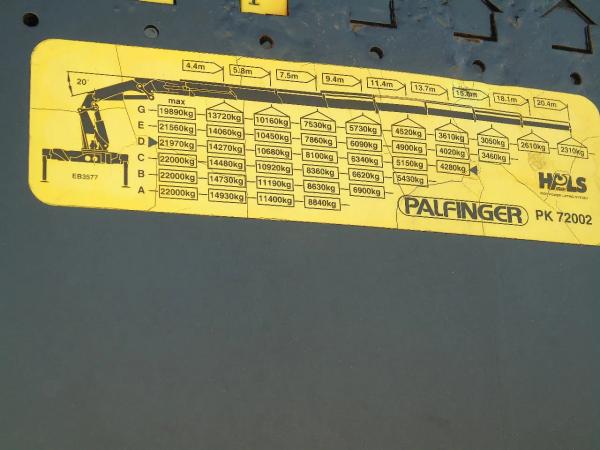 4.4m 5.8m 7.5m 9.4m 11.4m 13.7m 15.8m 18.1m 20.4m
20°
max
G 19890kg 13720kg 10160kg 7530kg 5730kg 4520kg 3610kg 3050kg 2610kg 2310kg
E 21560kg 14060kg 10450kg 7860kg 6090kg 4900kg 4020kg 3460kg
D 21970kg 14270kg 10680kg 8100kg 6340kg 5150kg 4280kg
C 22000kg 14480kg 10920kg 8360kg 6620kg 5430kg
B 22000kg 14730kg 11190kg 8630kg 6900kg
A 22000kg 14930kg 11400kg 8840kg
EB3577
HPLS
PALFINGER PK 72002